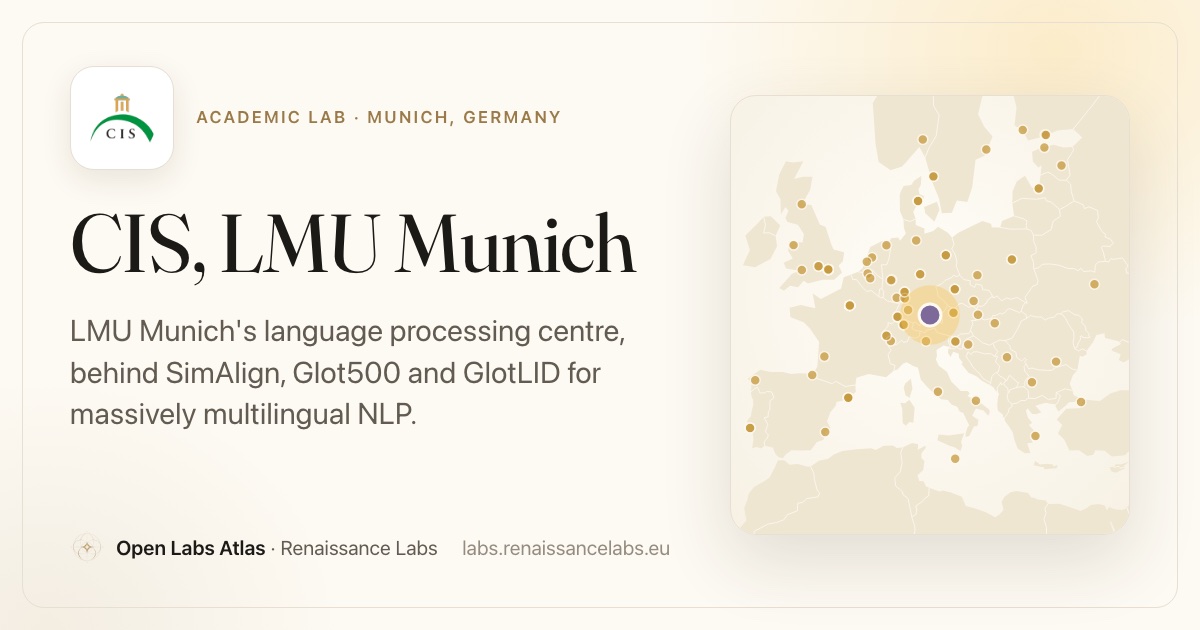 CIS
ACADEMIC LAB · MUNICH, GERMANY
CIS, LMU Munich
LMU Munich's language processing centre,
behind SimAlign, Glot500 and GlotLID for
massively multilingual NLP.
Open Labs Atlas · Renaissance Labs labs.renaissancelabs.eu